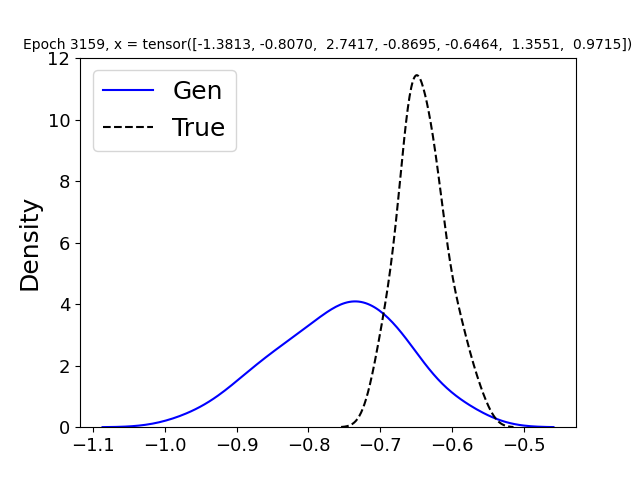 Epoch 3159, x = tensor([-1.3813, -0.8070,  2.7417, -0.8695, -0.6464,  1.3551,  0.9715])
Gen
True
Density
12
10
8
6
4
2
0
−1.1 −1.0 −0.9 −0.8 −0.7 −0.6 −0.5